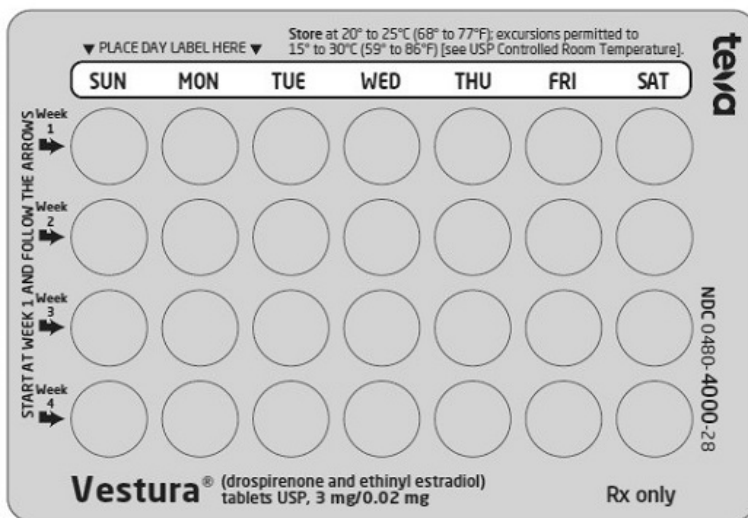 ▼ PLACE DAY LABEL HERE ▼
Store at 20° to 25°C (68° to 77°F); excursions permitted to
15° to 30°C (59° to 86°F) [see USP Controlled Room Temperature].
teva
SUN MON TUE WED THU FRI SAT
START AT WEEK 1 AND FOLLOW THE ARROWS
Week
1
Week
2
Week
3
Week
4
NDC 0480-4000-28
Vestura® (drospirenone and ethinyl estradiol)
tablets USP, 3 mg/0.02 mg
Rx only